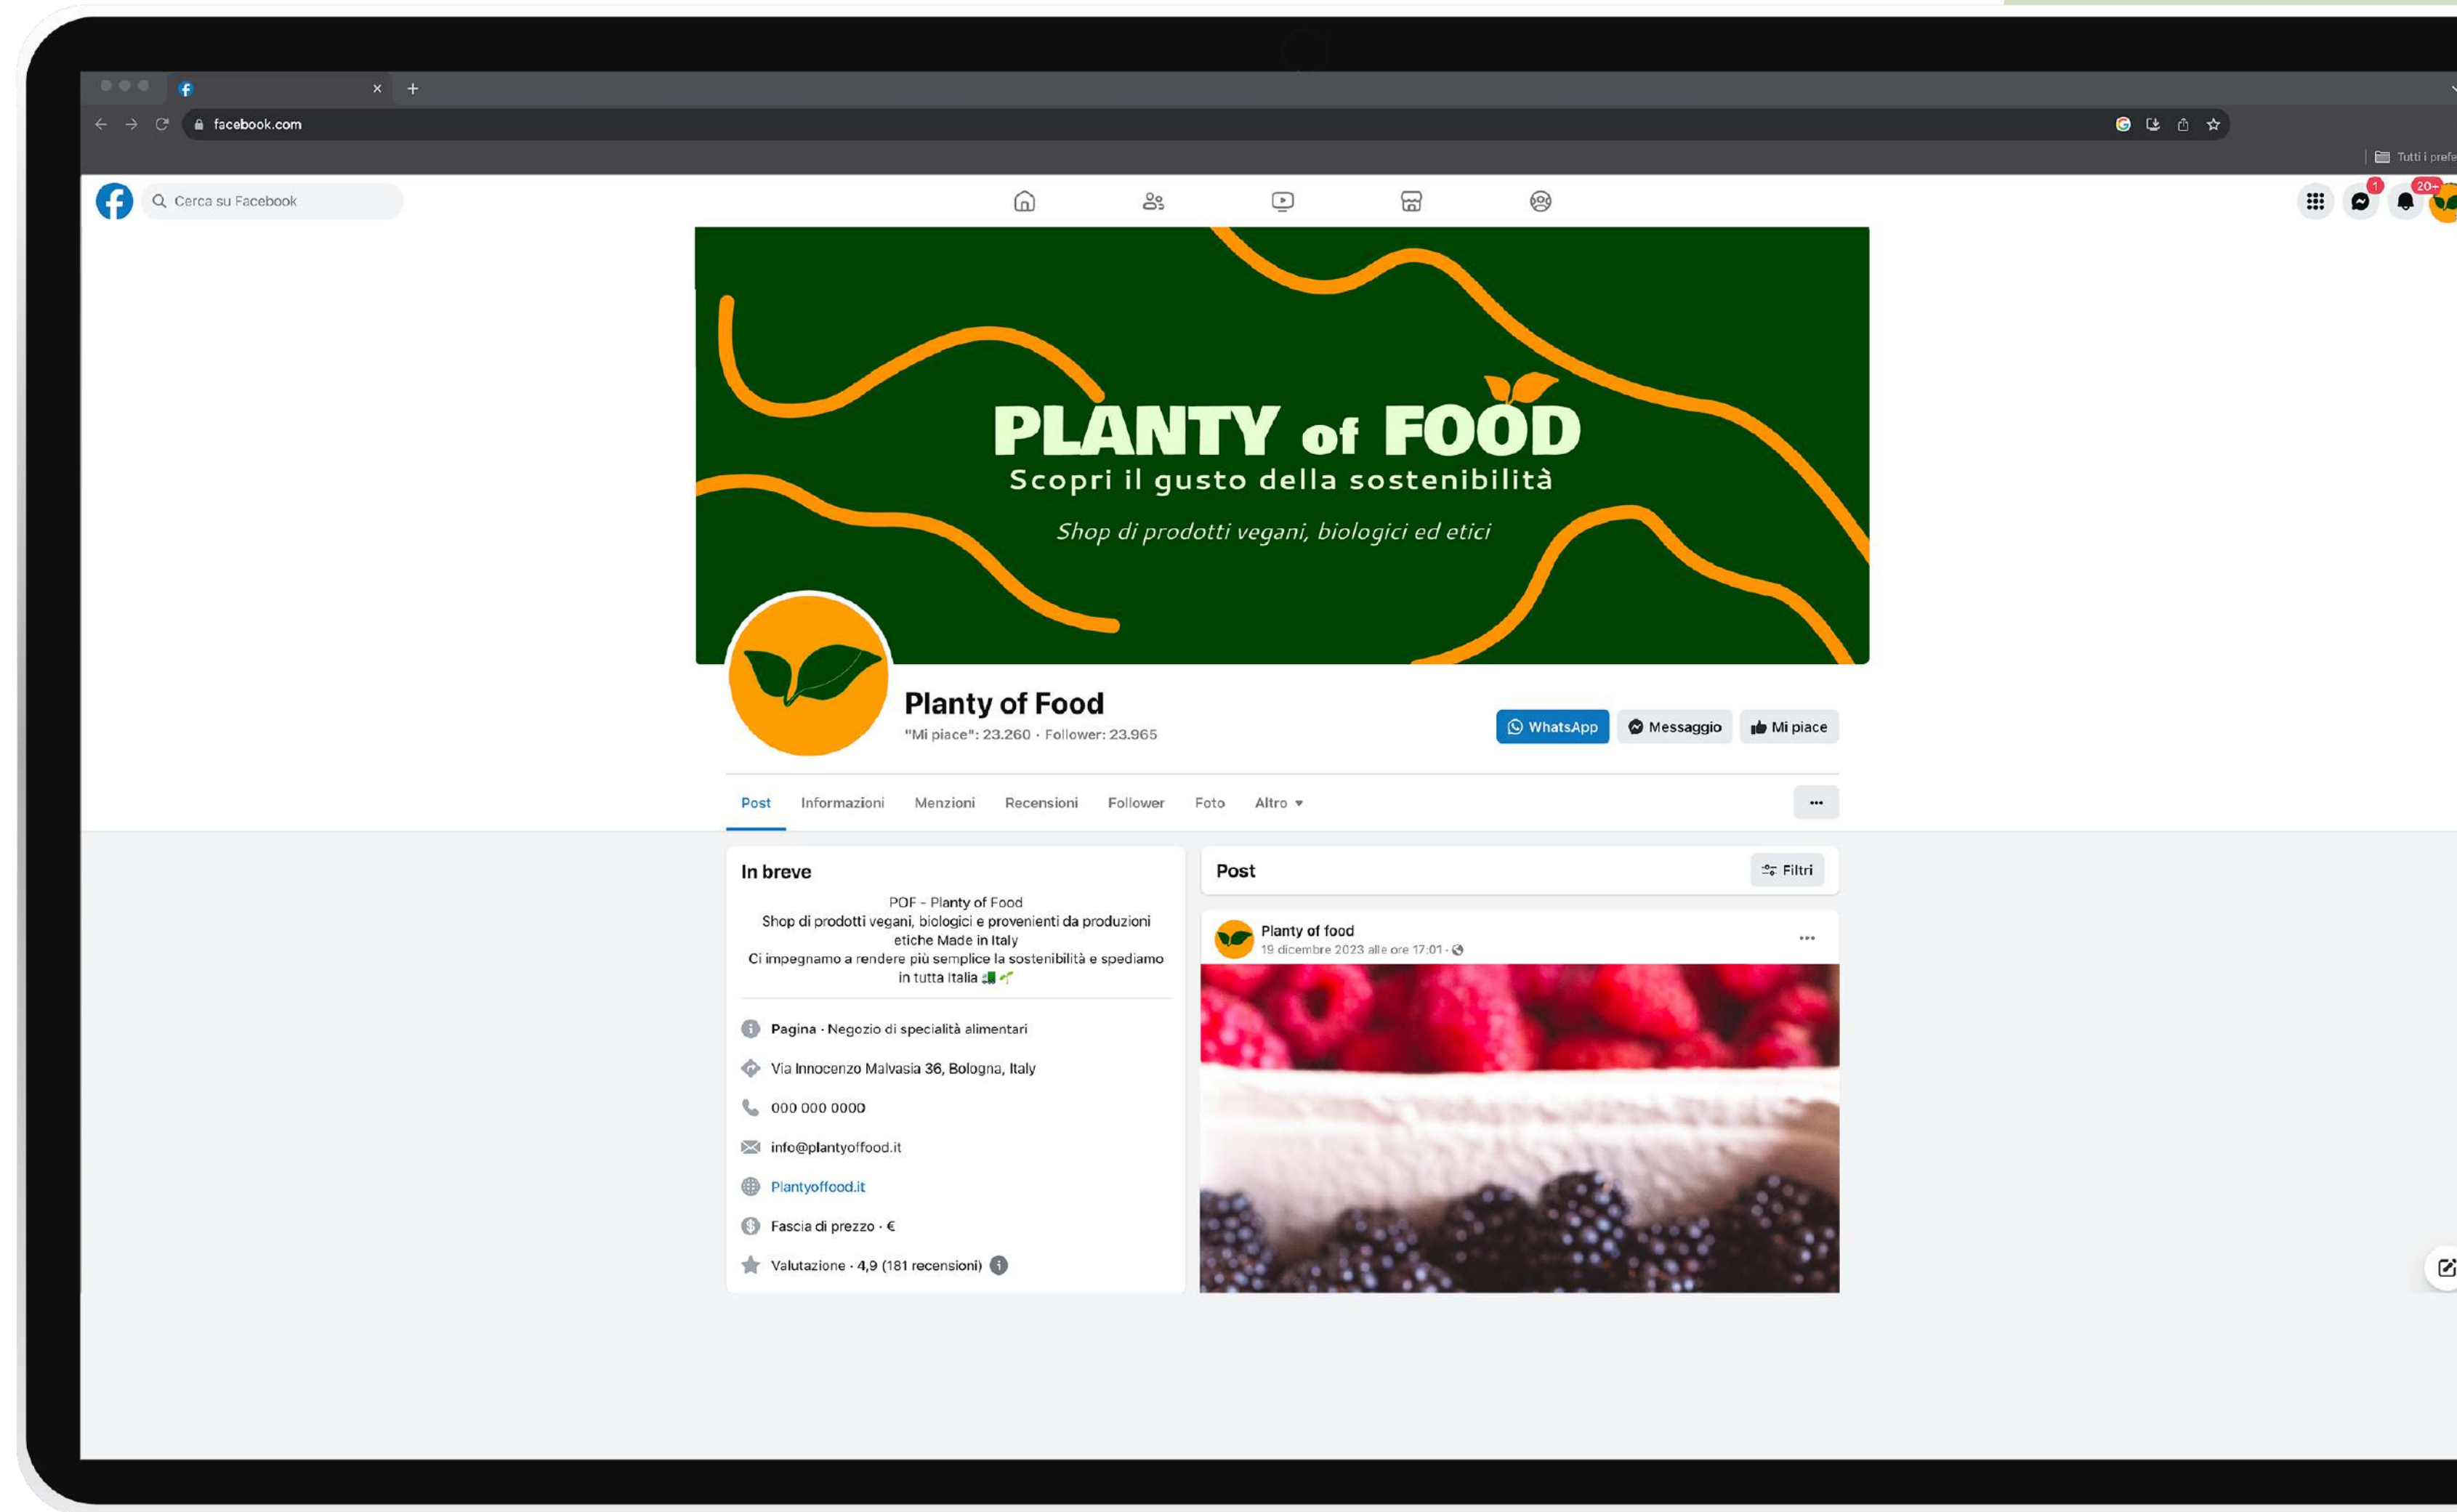 facebook.com
Tutti i prefe
Cerca su Facebook
1
20+
PLANTY of FOOD
Scopri il gusto della sostenibilità
Shop di prodotti vegani, biologici ed etici
Planty of Food
"Mi piace": 23.260 · Follower: 23.965
WhatsApp
Messaggio
Mi piace
Post Informazioni Menzioni Recensioni Follower Foto Altro
In breve
POF - Planty of Food
Shop di prodotti vegani, biologici e provenienti da produzioni
etiche Made in Italy
Ci impegnamo a rendere più semplice la sostenibilità e spediamo
in tutta Italia 🚛🌱
Pagina · Negozio di specialità alimentari
Via Innocenzo Malvasia 36, Bologna, Italy
000 000 0000
info@plantyoffood.it
Plantyoffood.it
Fascia di prezzo · €
Valutazione · 4,9 (181 recensioni)
Post
Filtri
Planty of food
19 dicembre 2023 alle ore 17:01 ·